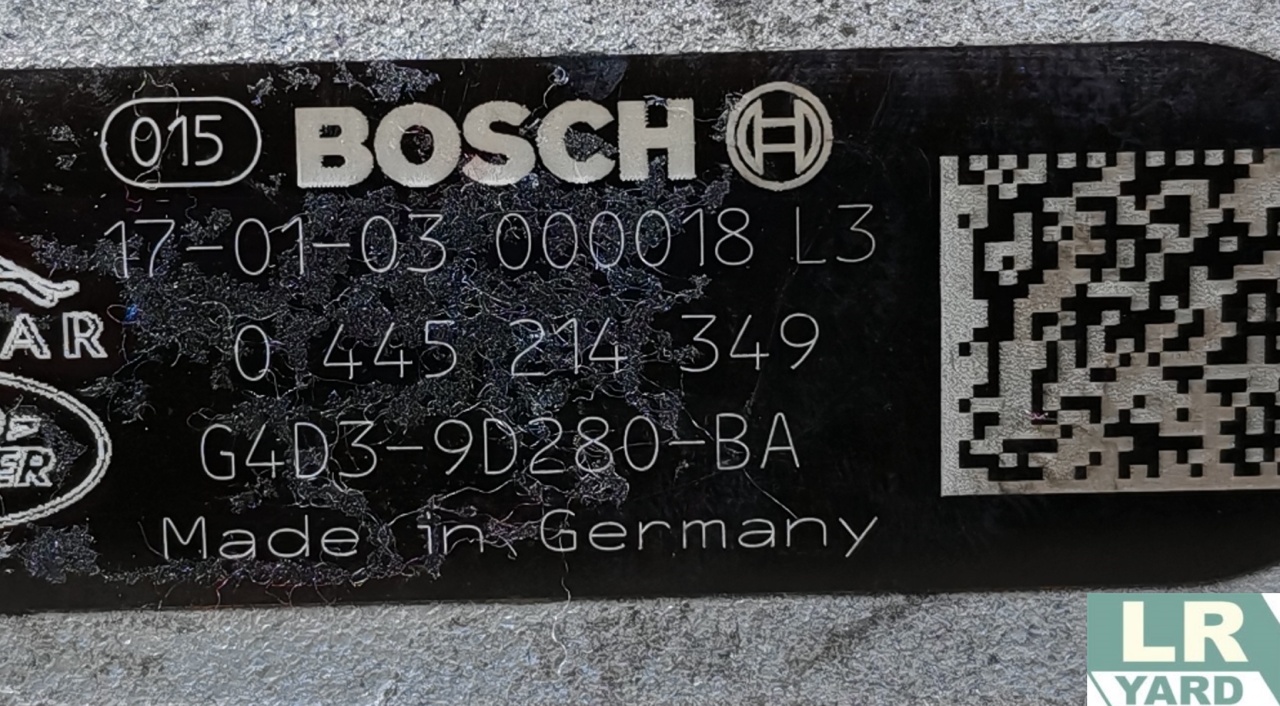 015 BOSCH
17-01-03 000018 L3
AR
0 445 214 349
G4D3-9D280-BA
ER
Made in Germany
LR
YARD